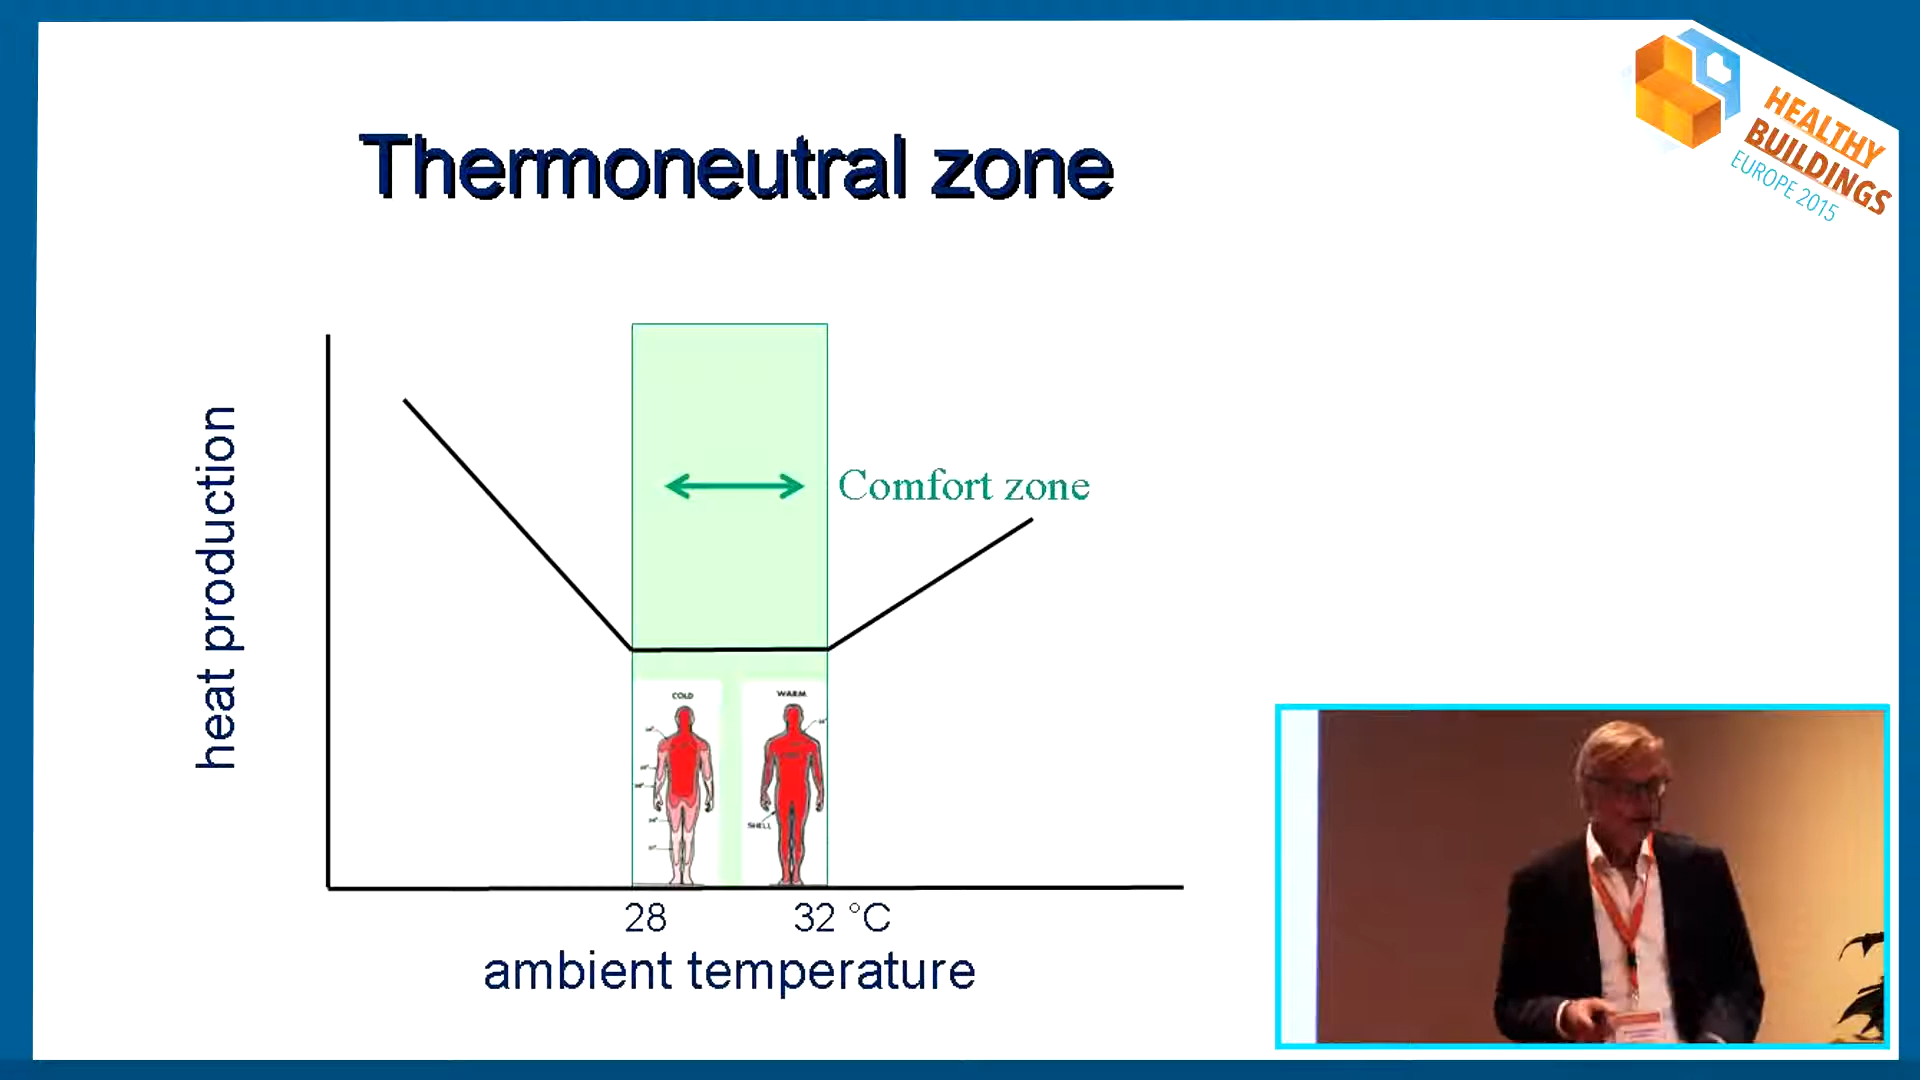 HEALTHY
BUILDINGS
EUROPE 2015
Thermoneutral zone
heat production
Comfort zone
COLD
WARM
SHELL
28
32 °C
ambient temperature